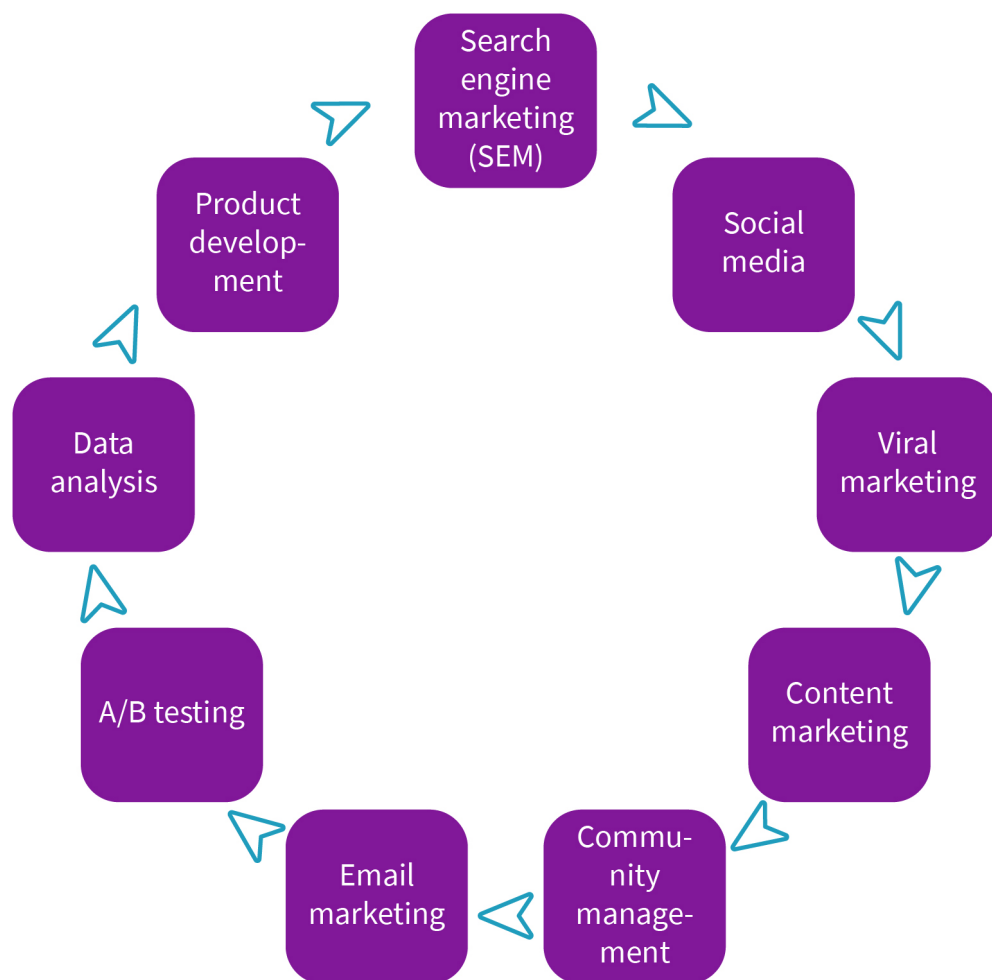 Search
engine
marketing
(SEM)
Social
media
Viral
marketing
Content
marketing
Commu-
nity
manage-
ment
Email
marketing
A/B testing
Data
analysis
Product
develop-
ment